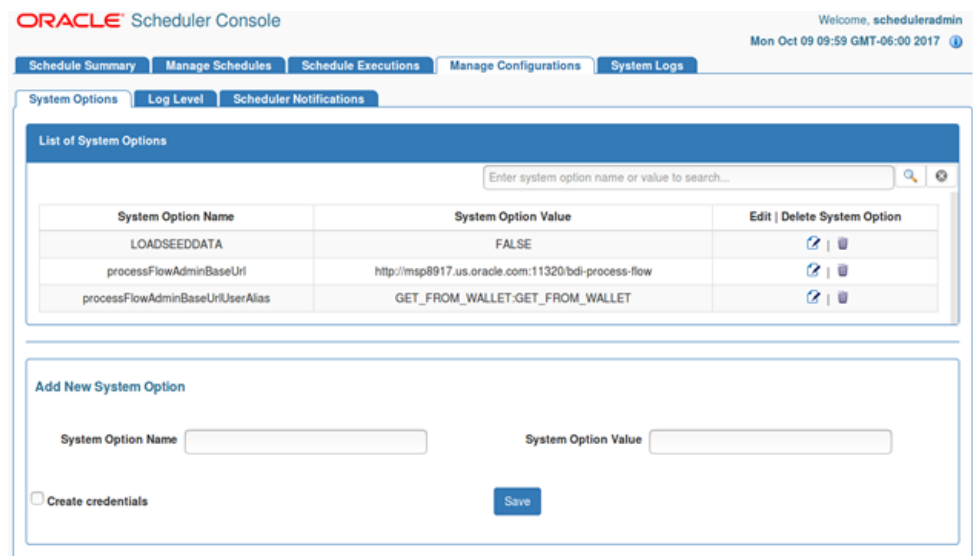 ORACLE Scheduler Console
Welcome, scheduleradmin
Mon Oct 09 09:59 GMT-06:00 2017
Schedule Summary Manage Schedules Schedule Executions Manage Configurations System Logs
System Options Log Level Scheduler Notifications
List of System Options
Enter system option name or value to search...
System Option Name System Option Value Edit | Delete System Option
LOADSEEDDATA FALSE |
processFlowAdminBaseUrl http://msp8917.us.oracle.com:11320/bdi-process-flow |
processFlowAdminBaseUrlUserAlias GET_FROM_WALLET:GET_FROM_WALLET |
Add New System Option
System Option Name System Option Value
Create credentials Save